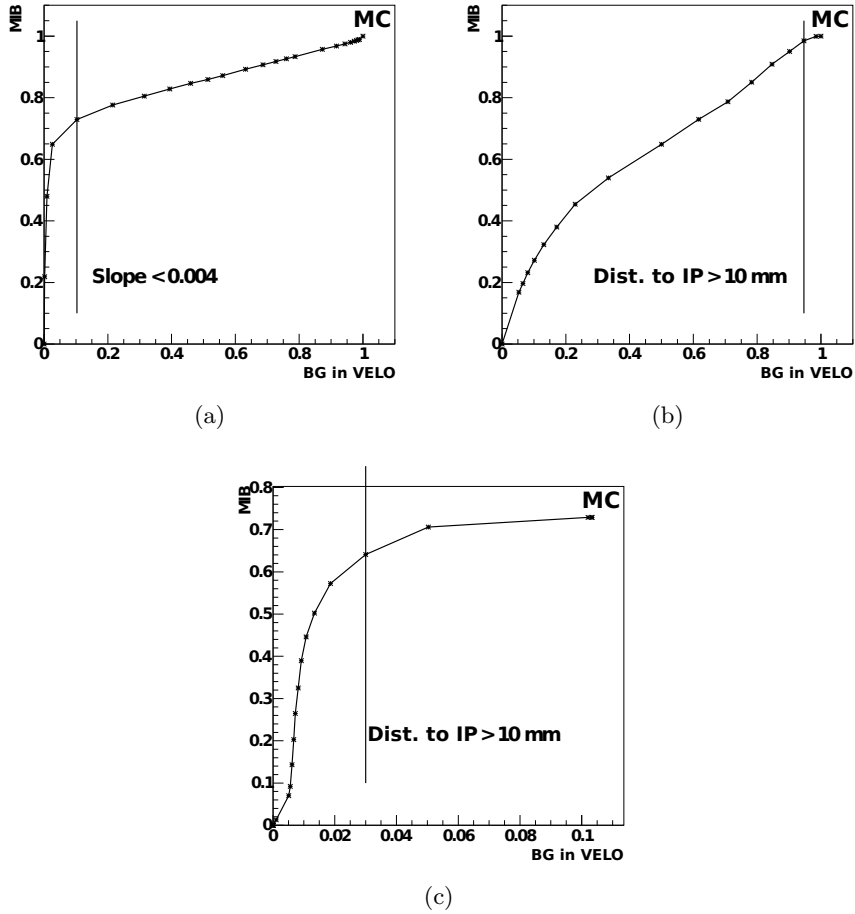 MIB
MC
1
0.8
0.6
0.4
0.2
0
Slope < 0.004
0 0.2 0.4 0.6 0.8 1
BG in VELO
(a)
MIB
MC
1
0.8
0.6
0.4
0.2
0
Dist. to IP > 10 mm
0 0.2 0.4 0.6 0.8 1
BG in VELO
(b)
MIB
MC
0.8
0.7
0.6
0.5
0.4
0.3
0.2
0.1
0
Dist. to IP > 10 mm
0 0.02 0.04 0.06 0.08 0.1
BG in VELO
(c)